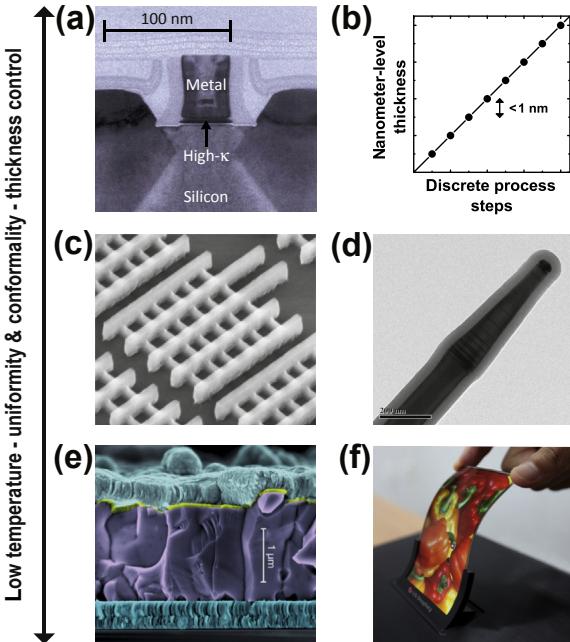 Low temperature - uniformity & conformality - thickness control
(a)
100 nm
Metal
High-κ
Silicon
(b)
Nanometer-level
thickness
<1 nm
Discrete process
steps
(c)
(d)
200 nm
(e)
1 μm
(f)